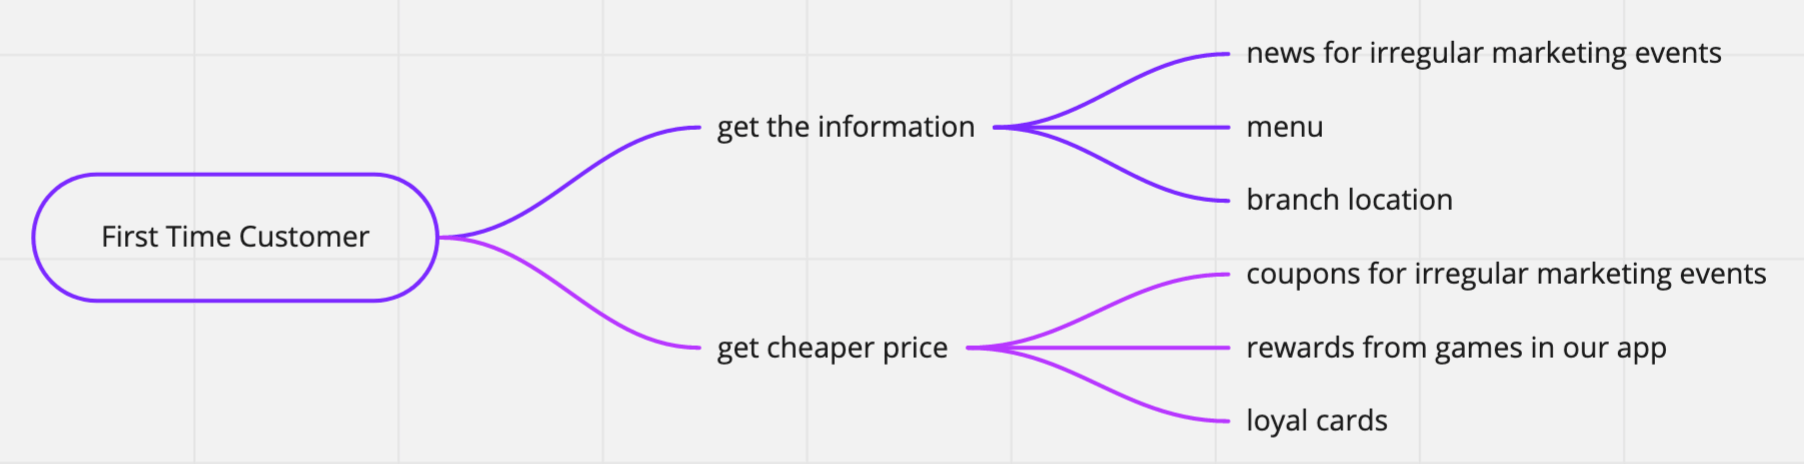 First Time Customer
get the information
news for irregular marketing events
menu
branch location
get cheaper price
coupons for irregular marketing events
rewards from games in our app
loyal cards